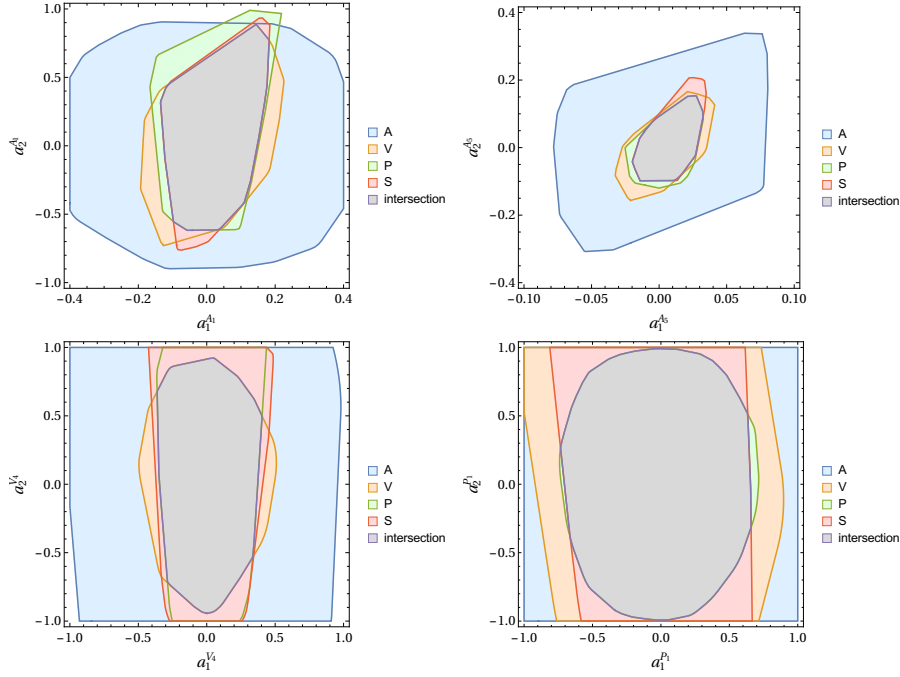 1.0
0.5
0.0
−0.5
−1.0
a_2^{A_1}
−0.4 −0.2 0.0 0.2 0.4
a_1^{A_1}
A
V
P
S
intersection
0.4
0.2
0.0
−0.2
−0.4
a_2^{A_5}
−0.10 −0.05 0.00 0.05 0.10
a_1^{A_5}
A
V
P
S
intersection
1.0
0.5
0.0
−0.5
−1.0
a_2^{V_4}
−1.0 −0.5 0.0 0.5 1.0
a_1^{V_4}
A
V
P
S
intersection
1.0
0.5
0.0
−0.5
−1.0
a_2^{P_1}
−1.0 −0.5 0.0 0.5 1.0
a_1^{P_1}
A
V
P
S
intersection